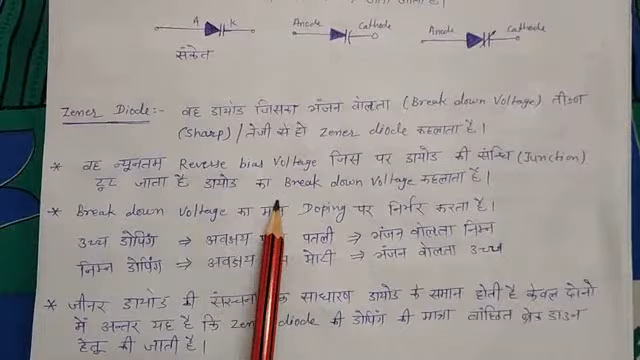 A K Anode Cathode Anode Cathode
संकेत
Zener Diode:- वह डायोड जिसका भंजन वोल्टता (Break down Voltage) तीक्ष्ण
(Sharp) / तेजी से हो Zener diode कहलाता है।
* वह न्यूनतम Reverse bias Voltage जिस पर डायोड की संधि (Junction)
टूट जाता है डायोड का Break down Voltage कहलाता है।
* Break down Voltage का Doping पर निर्भर करता है।
उच्च डोपिंग ⇒ अवक्षय पतली ⇒ भंजन वोल्टता निम्न
निम्न डोपिंग ⇒ अवक्षय मोटी ⇒ भंजन वोल्टता उच्च
* जीनर डायोड की संरचना साधारण डायोड के समान होती है केवल दोनो
में अन्तर यह है कि diode की डोपिंग की मात्रा वांछित ब्रेक डाउन
हेतू की जाती है।